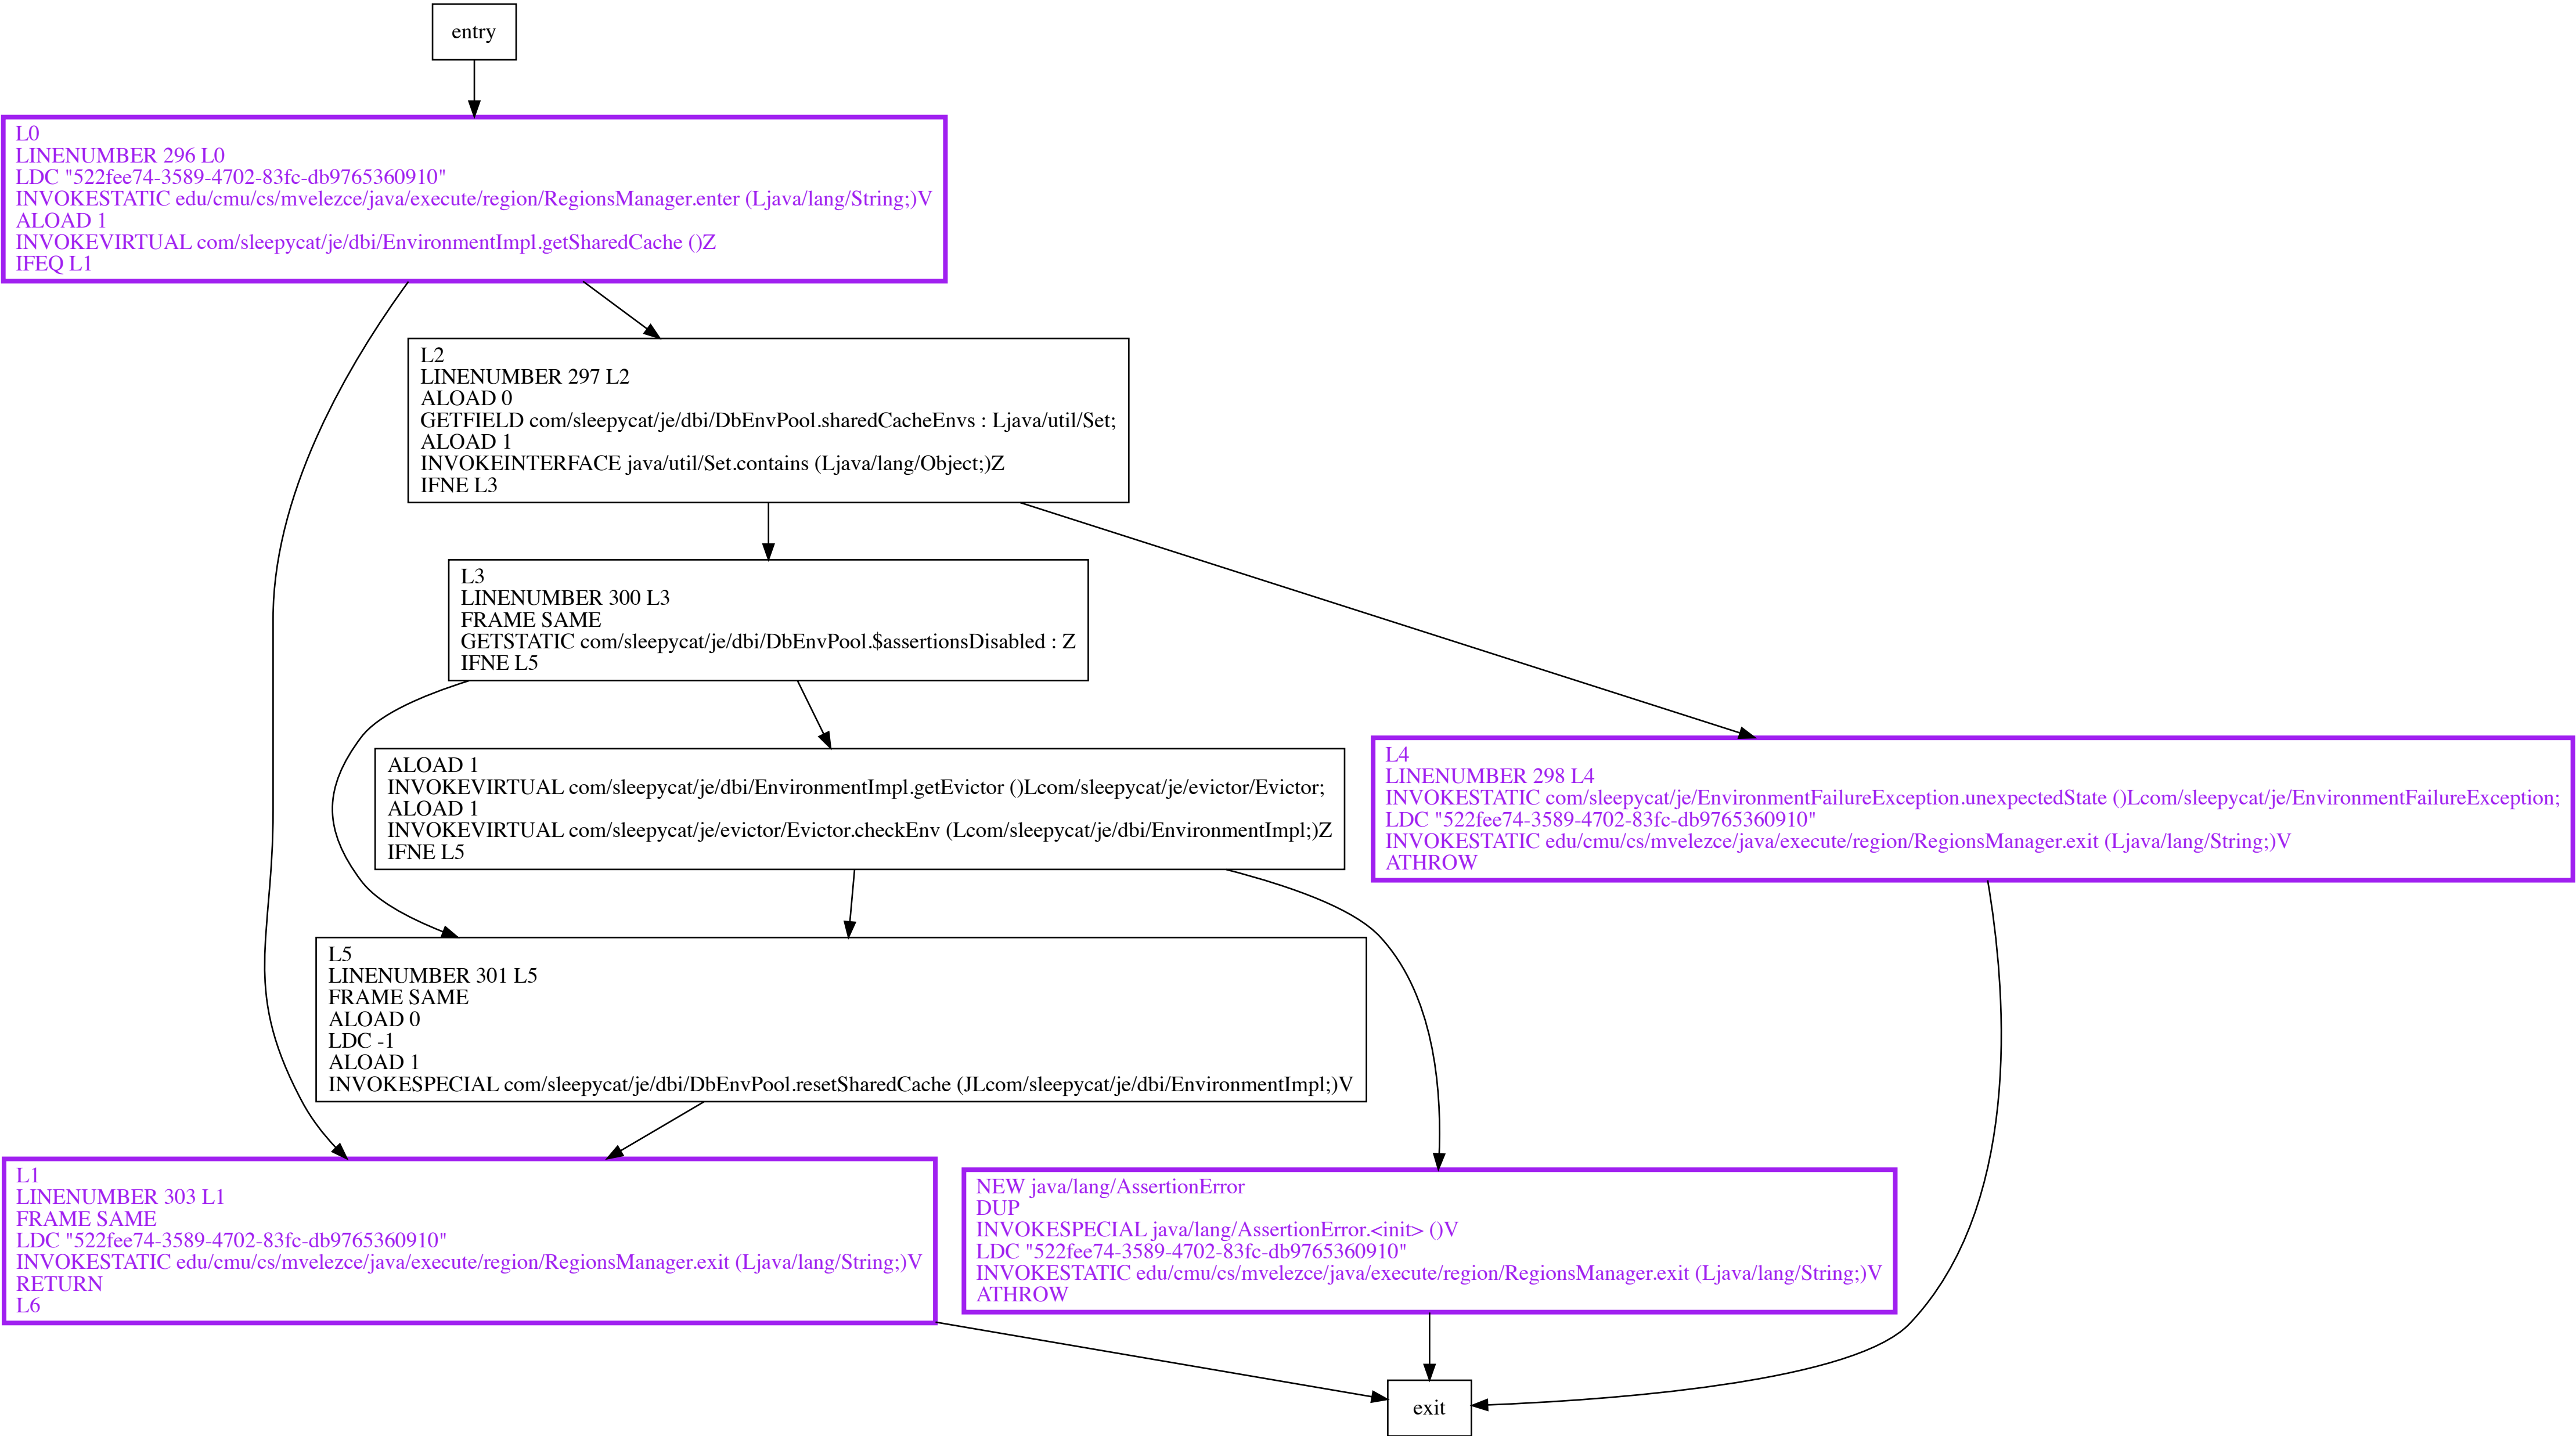 entry
L0
LINENUMBER 296 L0
LDC "522fee74-3589-4702-83fc-db9765360910"
INVOKESTATIC edu/cmu/cs/mvelezce/java/execute/region/RegionsManager.enter (Ljava/lang/String;)V
ALOAD 1
INVOKEVIRTUAL com/sleepycat/je/dbi/EnvironmentImpl.getSharedCache ()Z
IFEQ L1
L2
LINENUMBER 297 L2
ALOAD 0
GETFIELD com/sleepycat/je/dbi/DbEnvPool.sharedCacheEnvs : Ljava/util/Set;
ALOAD 1
INVOKEINTERFACE java/util/Set.contains (Ljava/lang/Object;)Z
IFNE L3
L3
LINENUMBER 300 L3
FRAME SAME
GETSTATIC com/sleepycat/je/dbi/DbEnvPool.$assertionsDisabled : Z
IFNE L5
L4
LINENUMBER 298 L4
INVOKESTATIC com/sleepycat/je/EnvironmentFailureException.unexpectedState ()Lcom/sleepycat/je/EnvironmentFailureException;
LDC "522fee74-3589-4702-83fc-db9765360910"
INVOKESTATIC edu/cmu/cs/mvelezce/java/execute/region/RegionsManager.exit (Ljava/lang/String;)V
ATHROW
ALOAD 1
INVOKEVIRTUAL com/sleepycat/je/dbi/EnvironmentImpl.getEvictor ()Lcom/sleepycat/je/evictor/Evictor;
ALOAD 1
INVOKEVIRTUAL com/sleepycat/je/evictor/Evictor.checkEnv (Lcom/sleepycat/je/dbi/EnvironmentImpl;)Z
IFNE L5
L5
LINENUMBER 301 L5
FRAME SAME
ALOAD 0
LDC -1
ALOAD 1
INVOKESPECIAL com/sleepycat/je/dbi/DbEnvPool.resetSharedCache (JLcom/sleepycat/je/dbi/EnvironmentImpl;)V
L1
LINENUMBER 303 L1
FRAME SAME
LDC "522fee74-3589-4702-83fc-db9765360910"
INVOKESTATIC edu/cmu/cs/mvelezce/java/execute/region/RegionsManager.exit (Ljava/lang/String;)V
RETURN
L6
NEW java/lang/AssertionError
DUP
INVOKESPECIAL java/lang/AssertionError.<init> ()V
LDC "522fee74-3589-4702-83fc-db9765360910"
INVOKESTATIC edu/cmu/cs/mvelezce/java/execute/region/RegionsManager.exit (Ljava/lang/String;)V
ATHROW
exit